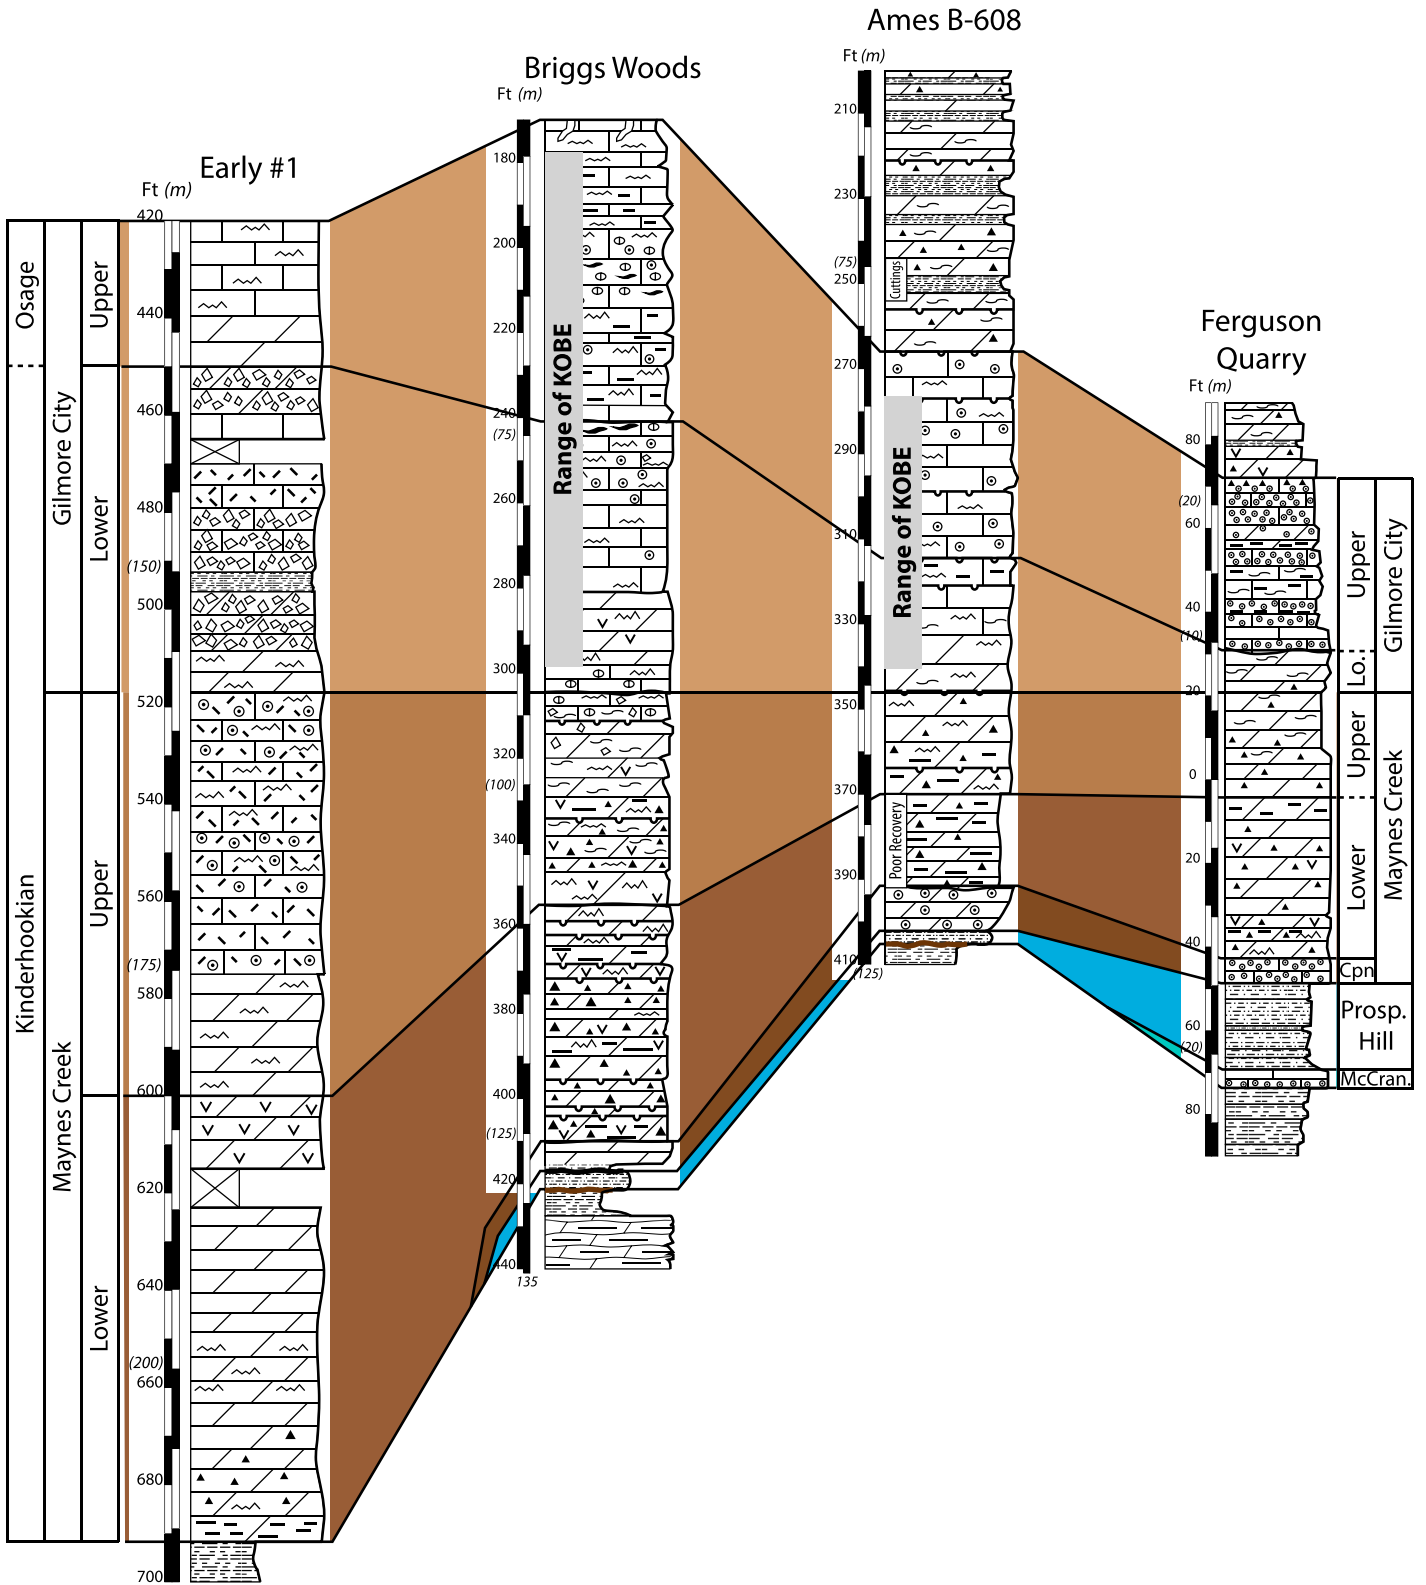 Ames B-608
Ft (m)
210
230
(75)
250
270
290
310
330
350
370
390
410
(125)
Cuttings
Range of KOBE
Poor Recovery
Briggs Woods
Ft (m)
180
200
220
240
(75)
260
280
300
320
(100)
340
360
380
400
(125)
420
440
135
Range of KOBE
Early #1
Ft (m)
420
440
460
480
(150)
500
520
540
560
(175)
580
600
620
640
(200)
660
680
700
Osage
Kinderhookian
Gilmore City
Maynes Creek
Upper
Lower
Upper
Lower
Ferguson
Quarry
Ft (m)
80
(20)
60
40
(10)
20
0
20
40
60
(20)
80
Upper
Lo.
Gilmore City
Upper
Lower
Maynes Creek
Cpn
Prosp.
Hill
McCran.